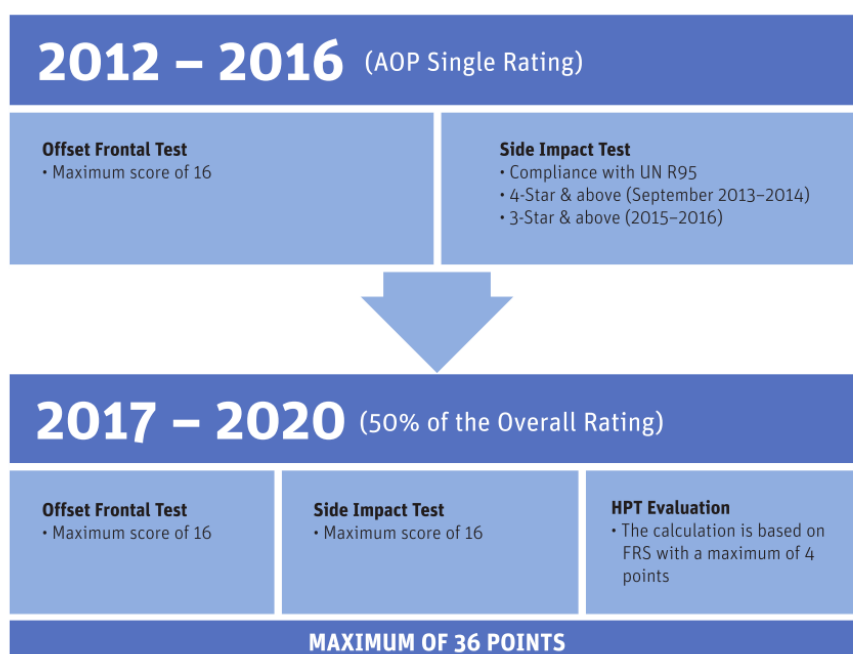 2012 – 2016 (AOP Single Rating)
Offset Frontal Test
• Maximum score of 16
Side Impact Test
• Compliance with UN R95
• 4-Star & above (September 2013–2014)
• 3-Star & above (2015–2016)
2017 – 2020 (50% of the Overall Rating)
Offset Frontal Test
• Maximum score of 16
Side Impact Test
• Maximum score of 16
HPT Evaluation
• The calculation is based on
FRS with a maximum of 4
points
MAXIMUM OF 36 POINTS